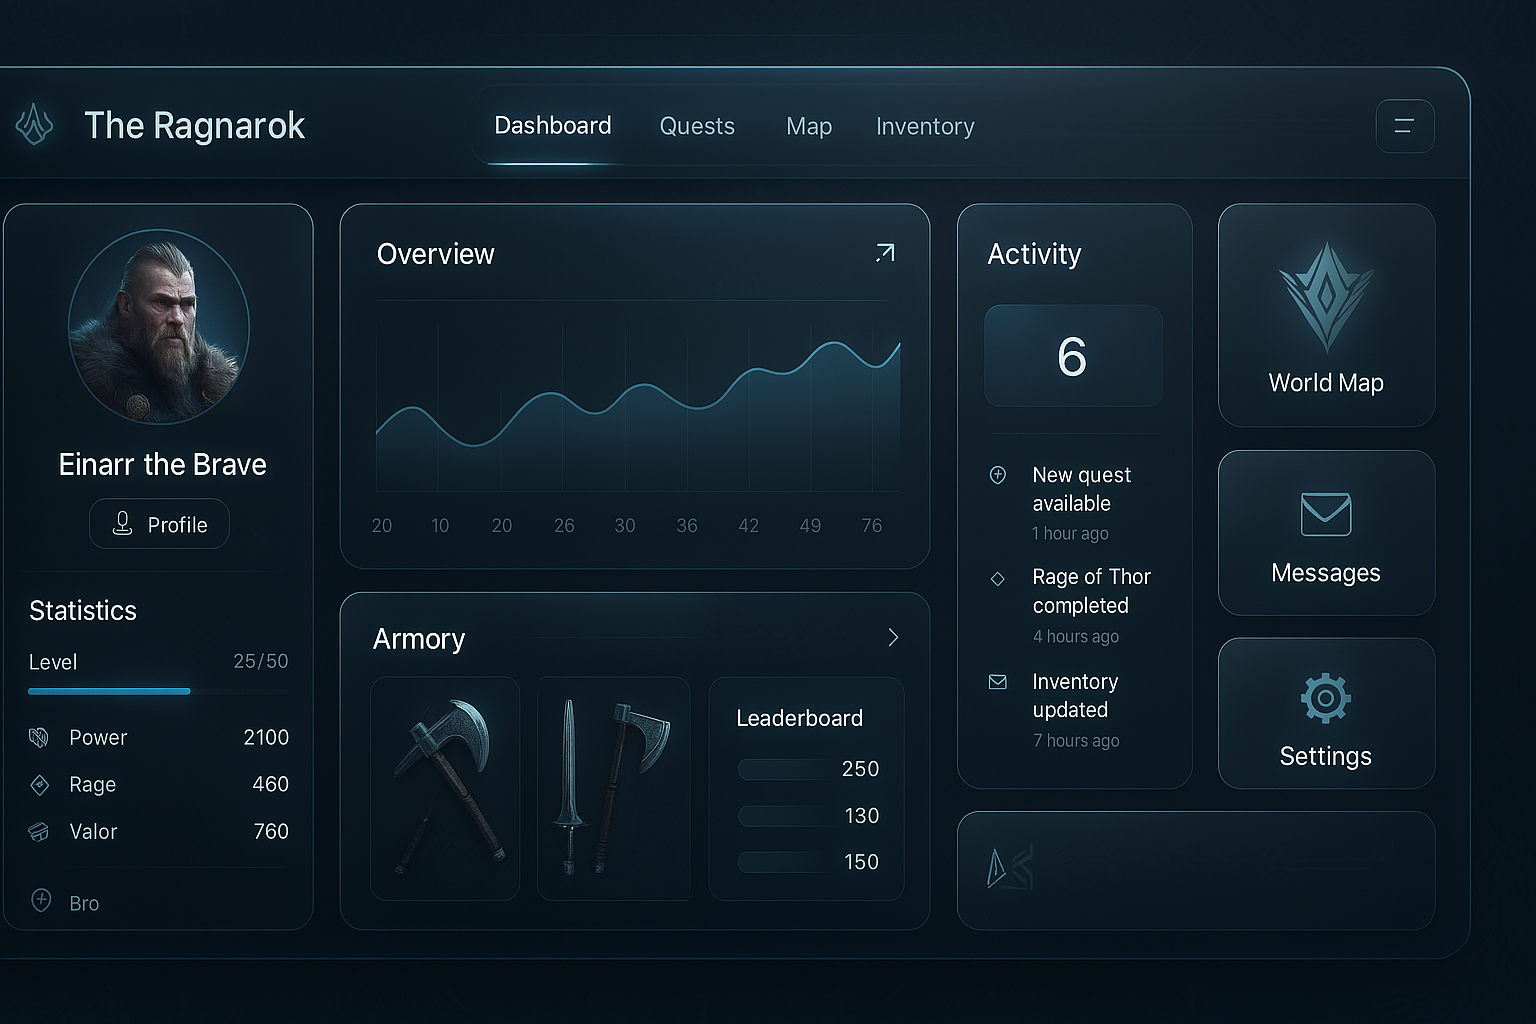 The Ragnarok
Dashboard
Quests
Map
Inventory
Einarr the Brave
Profile
Statistics
Level 25/50
Power 2100
Rage 460
Valor 760
Bro
Overview
20 10 20 26 30 36 42 49 76
Armory
Leaderboard
250
130
150
Activity
6
New quest
available
1 hour ago
Rage of Thor
completed
4 hours ago
Inventory
updated
7 hours ago
World Map
Messages
Settings